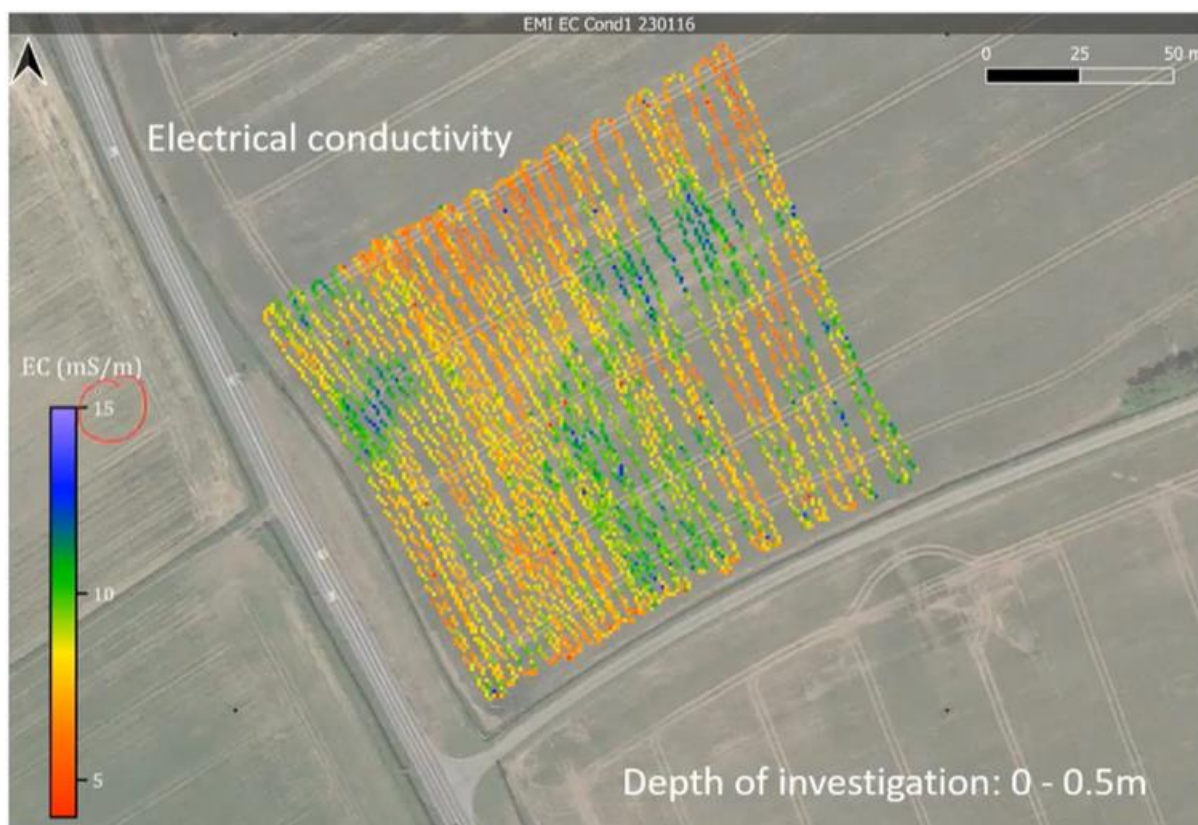 EMI EC Cond1 230116
0 25 50 m
Electrical conductivity
EC (mS/m)
15
10
5
Depth of investigation: 0 - 0.5m